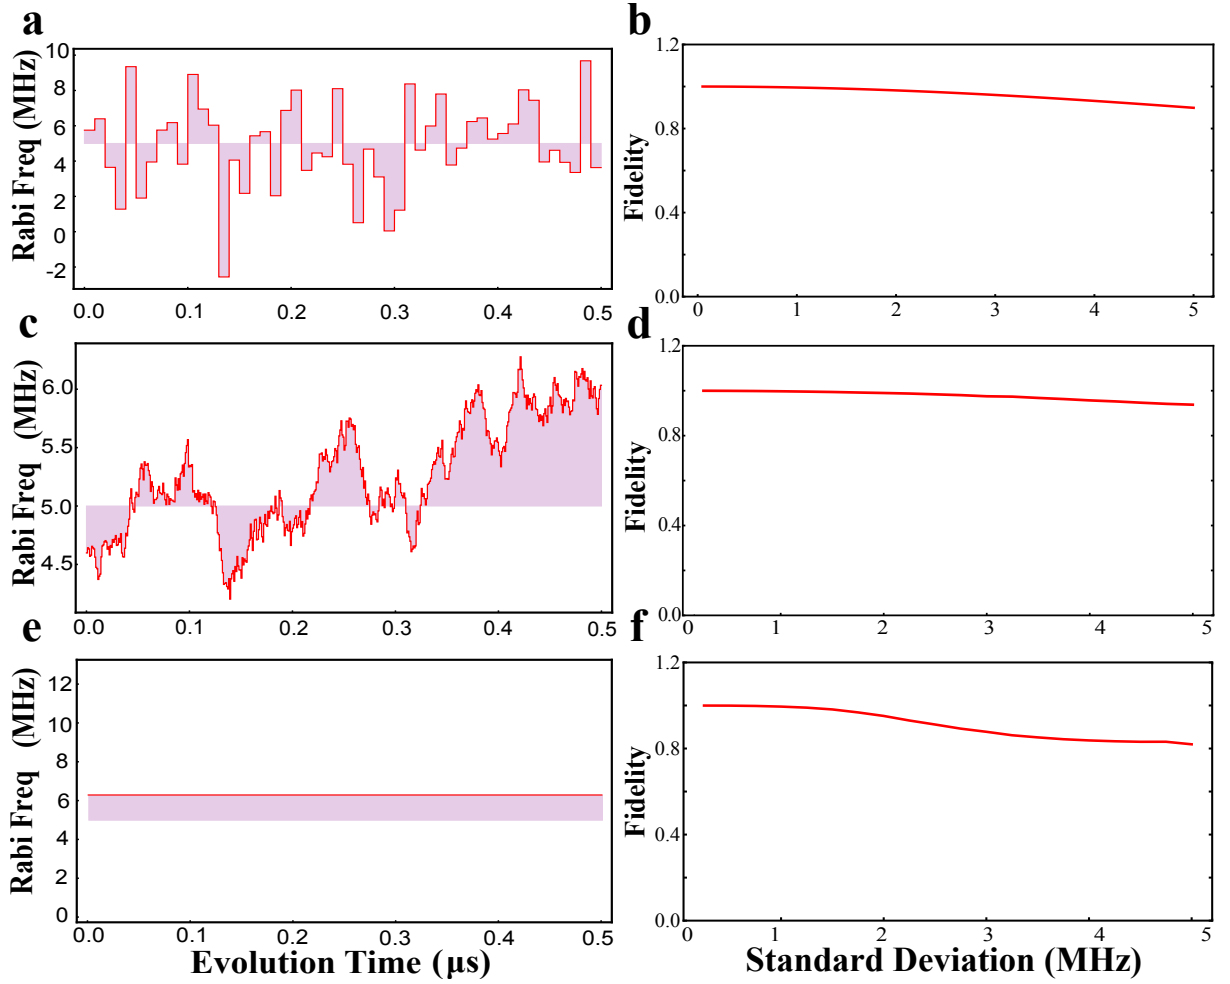 a
Rabi Freq (MHz)
10
8
6
4
2
0
-2
0.0 0.1 0.2 0.3 0.4 0.5
b
Fidelity
1.2
0.8
0.4
0.0
0 1 2 3 4 5
c
Rabi Freq (MHz)
6.0
5.5
5.0
4.5
0.0 0.1 0.2 0.3 0.4 0.5
d
Fidelity
1.2
0.8
0.4
0.0
0 1 2 3 4 5
e
Rabi Freq (MHz)
12
10
8
6
4
2
0
0.0 0.1 0.2 0.3 0.4 0.5
Evolution Time (μs)
f
Fidelity
1.2
0.8
0.4
0.0
0 1 2 3 4 5
Standard Deviation (MHz)